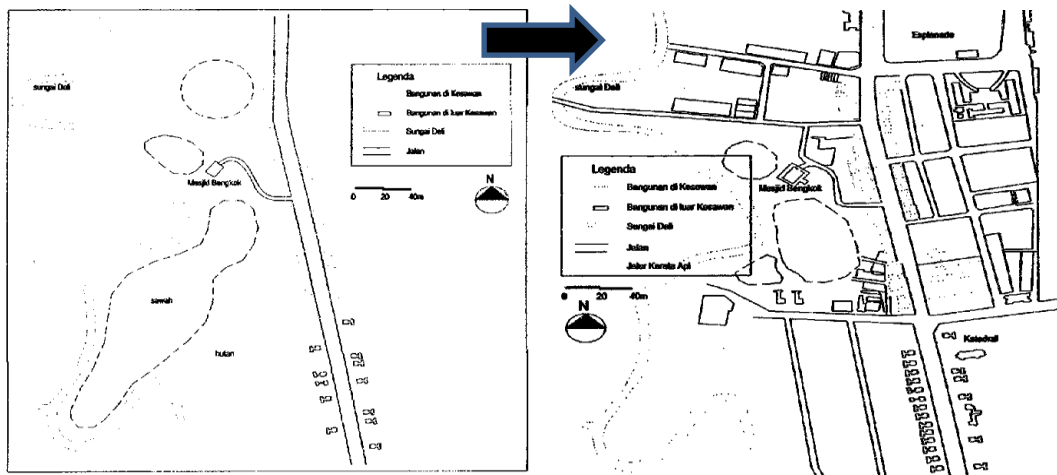 sungai Deli
Mesjid Bengkok
sawah
hutan
Legenda
Bangunan di Kesawan
Bangunan di luar Kesawan
Sungai Deli
Jalan
0 20 40m
N
Esplanade
sungai Deli
Mesjid Bengkok
Legenda
Bangunan di Kesawan
Bangunan di luar Kesawan
Sungai Deli
Jalan
Jalur Kereta Api
0 20 40m
N
Katedral